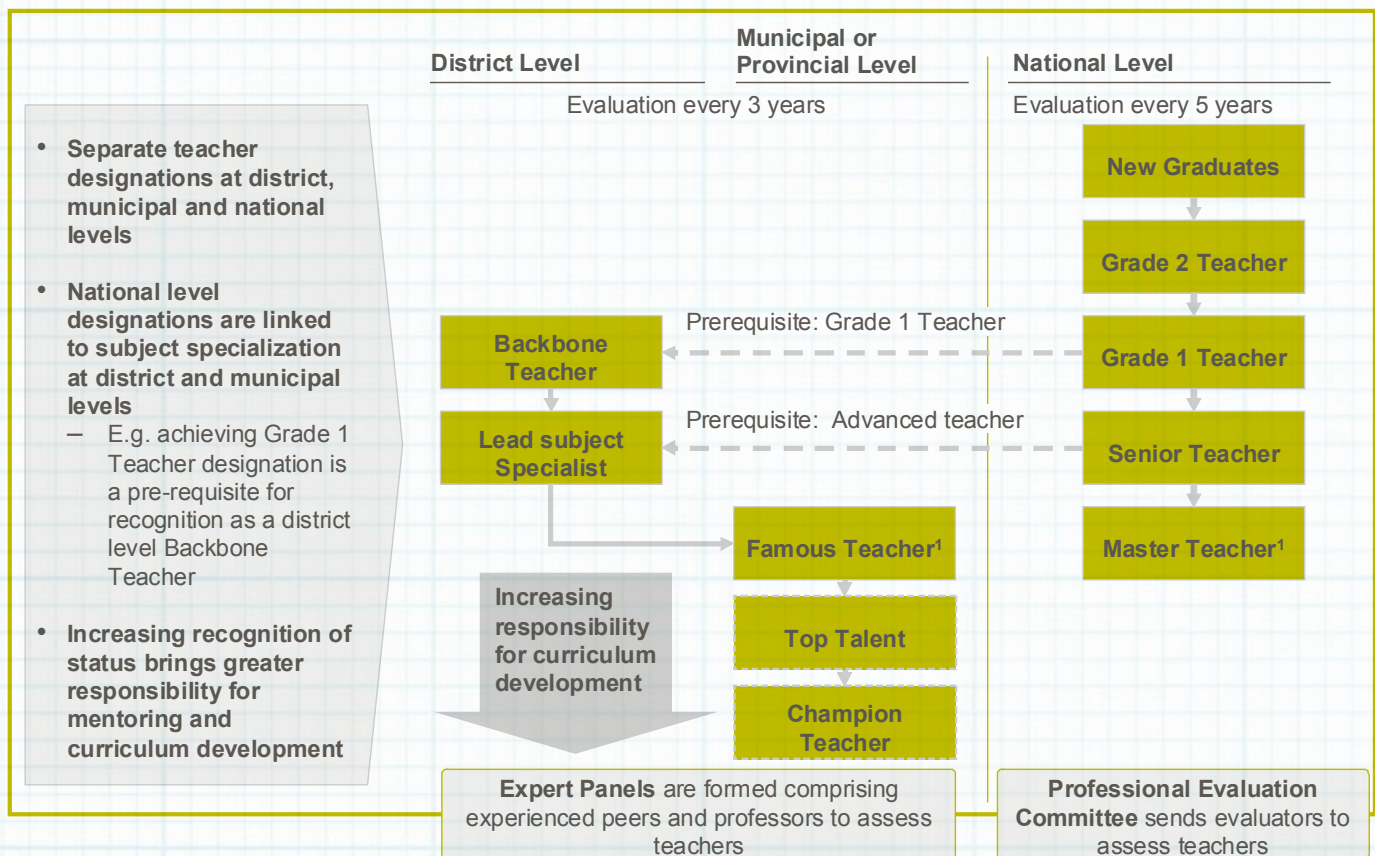 District Level
Municipal or
Provincial Level
National Level
Evaluation every 3 years
Evaluation every 5 years
• Separate teacher
designations at district,
municipal and national
levels
• National level
designations are linked
to subject specialization
at district and municipal
levels
– E.g. achieving Grade 1
Teacher designation is
a pre-requisite for
recognition as a district
level Backbone
Teacher
• Increasing recognition of
status brings greater
responsibility for
mentoring and
curriculum development
New Graduates
Grade 2 Teacher
Backbone
Teacher
Prerequisite: Grade 1 Teacher
Grade 1 Teacher
Lead subject
Specialist
Prerequisite: Advanced teacher
Senior Teacher
Famous Teacher¹
Master Teacher¹
Increasing
responsibility
for curriculum
development
Top Talent
Champion
Teacher
Expert Panels are formed comprising
experienced peers and professors to assess
teachers
Professional Evaluation
Committee sends evaluators to
assess teachers